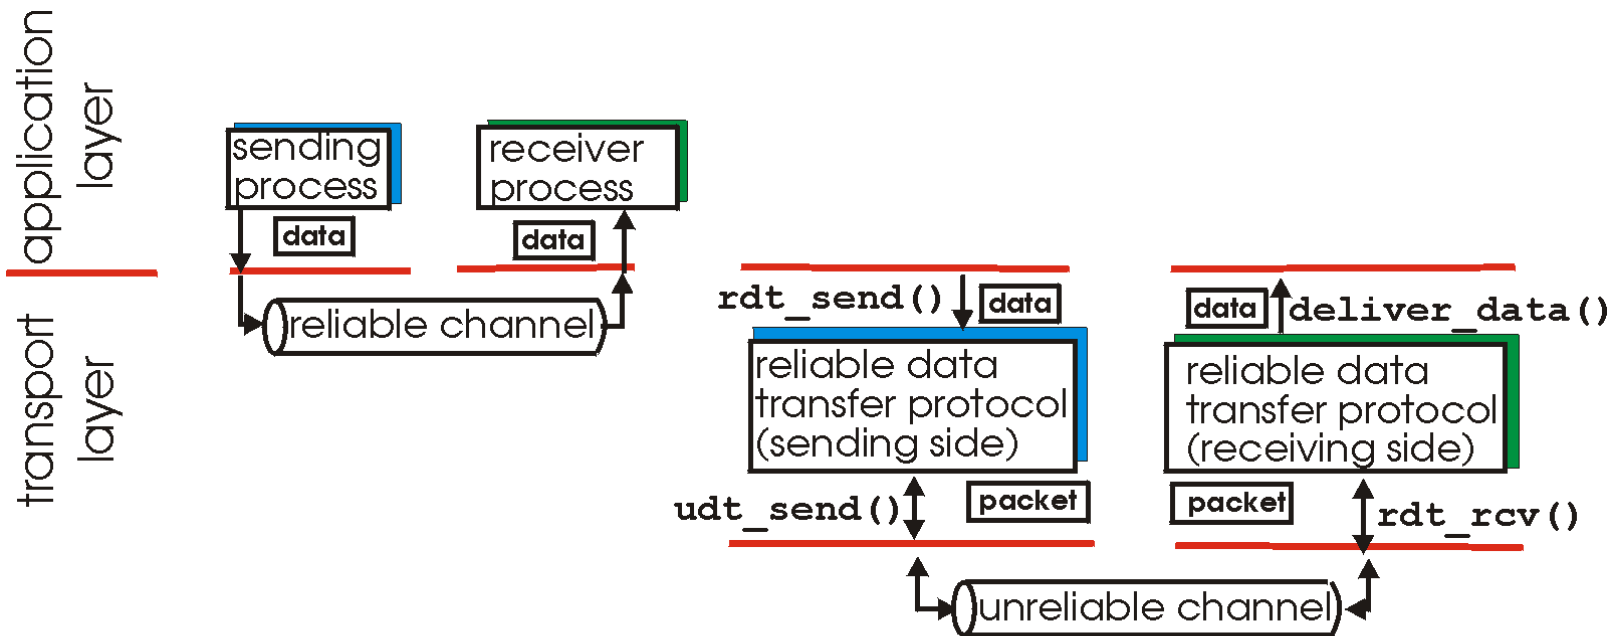 application
layer
transport
layer
sending
process
receiver
process
data
data
reliable channel
rdt_send()
data
data
deliver_data()
reliable data
transfer protocol
(sending side)
reliable data
transfer protocol
(receiving side)
udt_send()
packet
packet
rdt_rcv()
unreliable channel